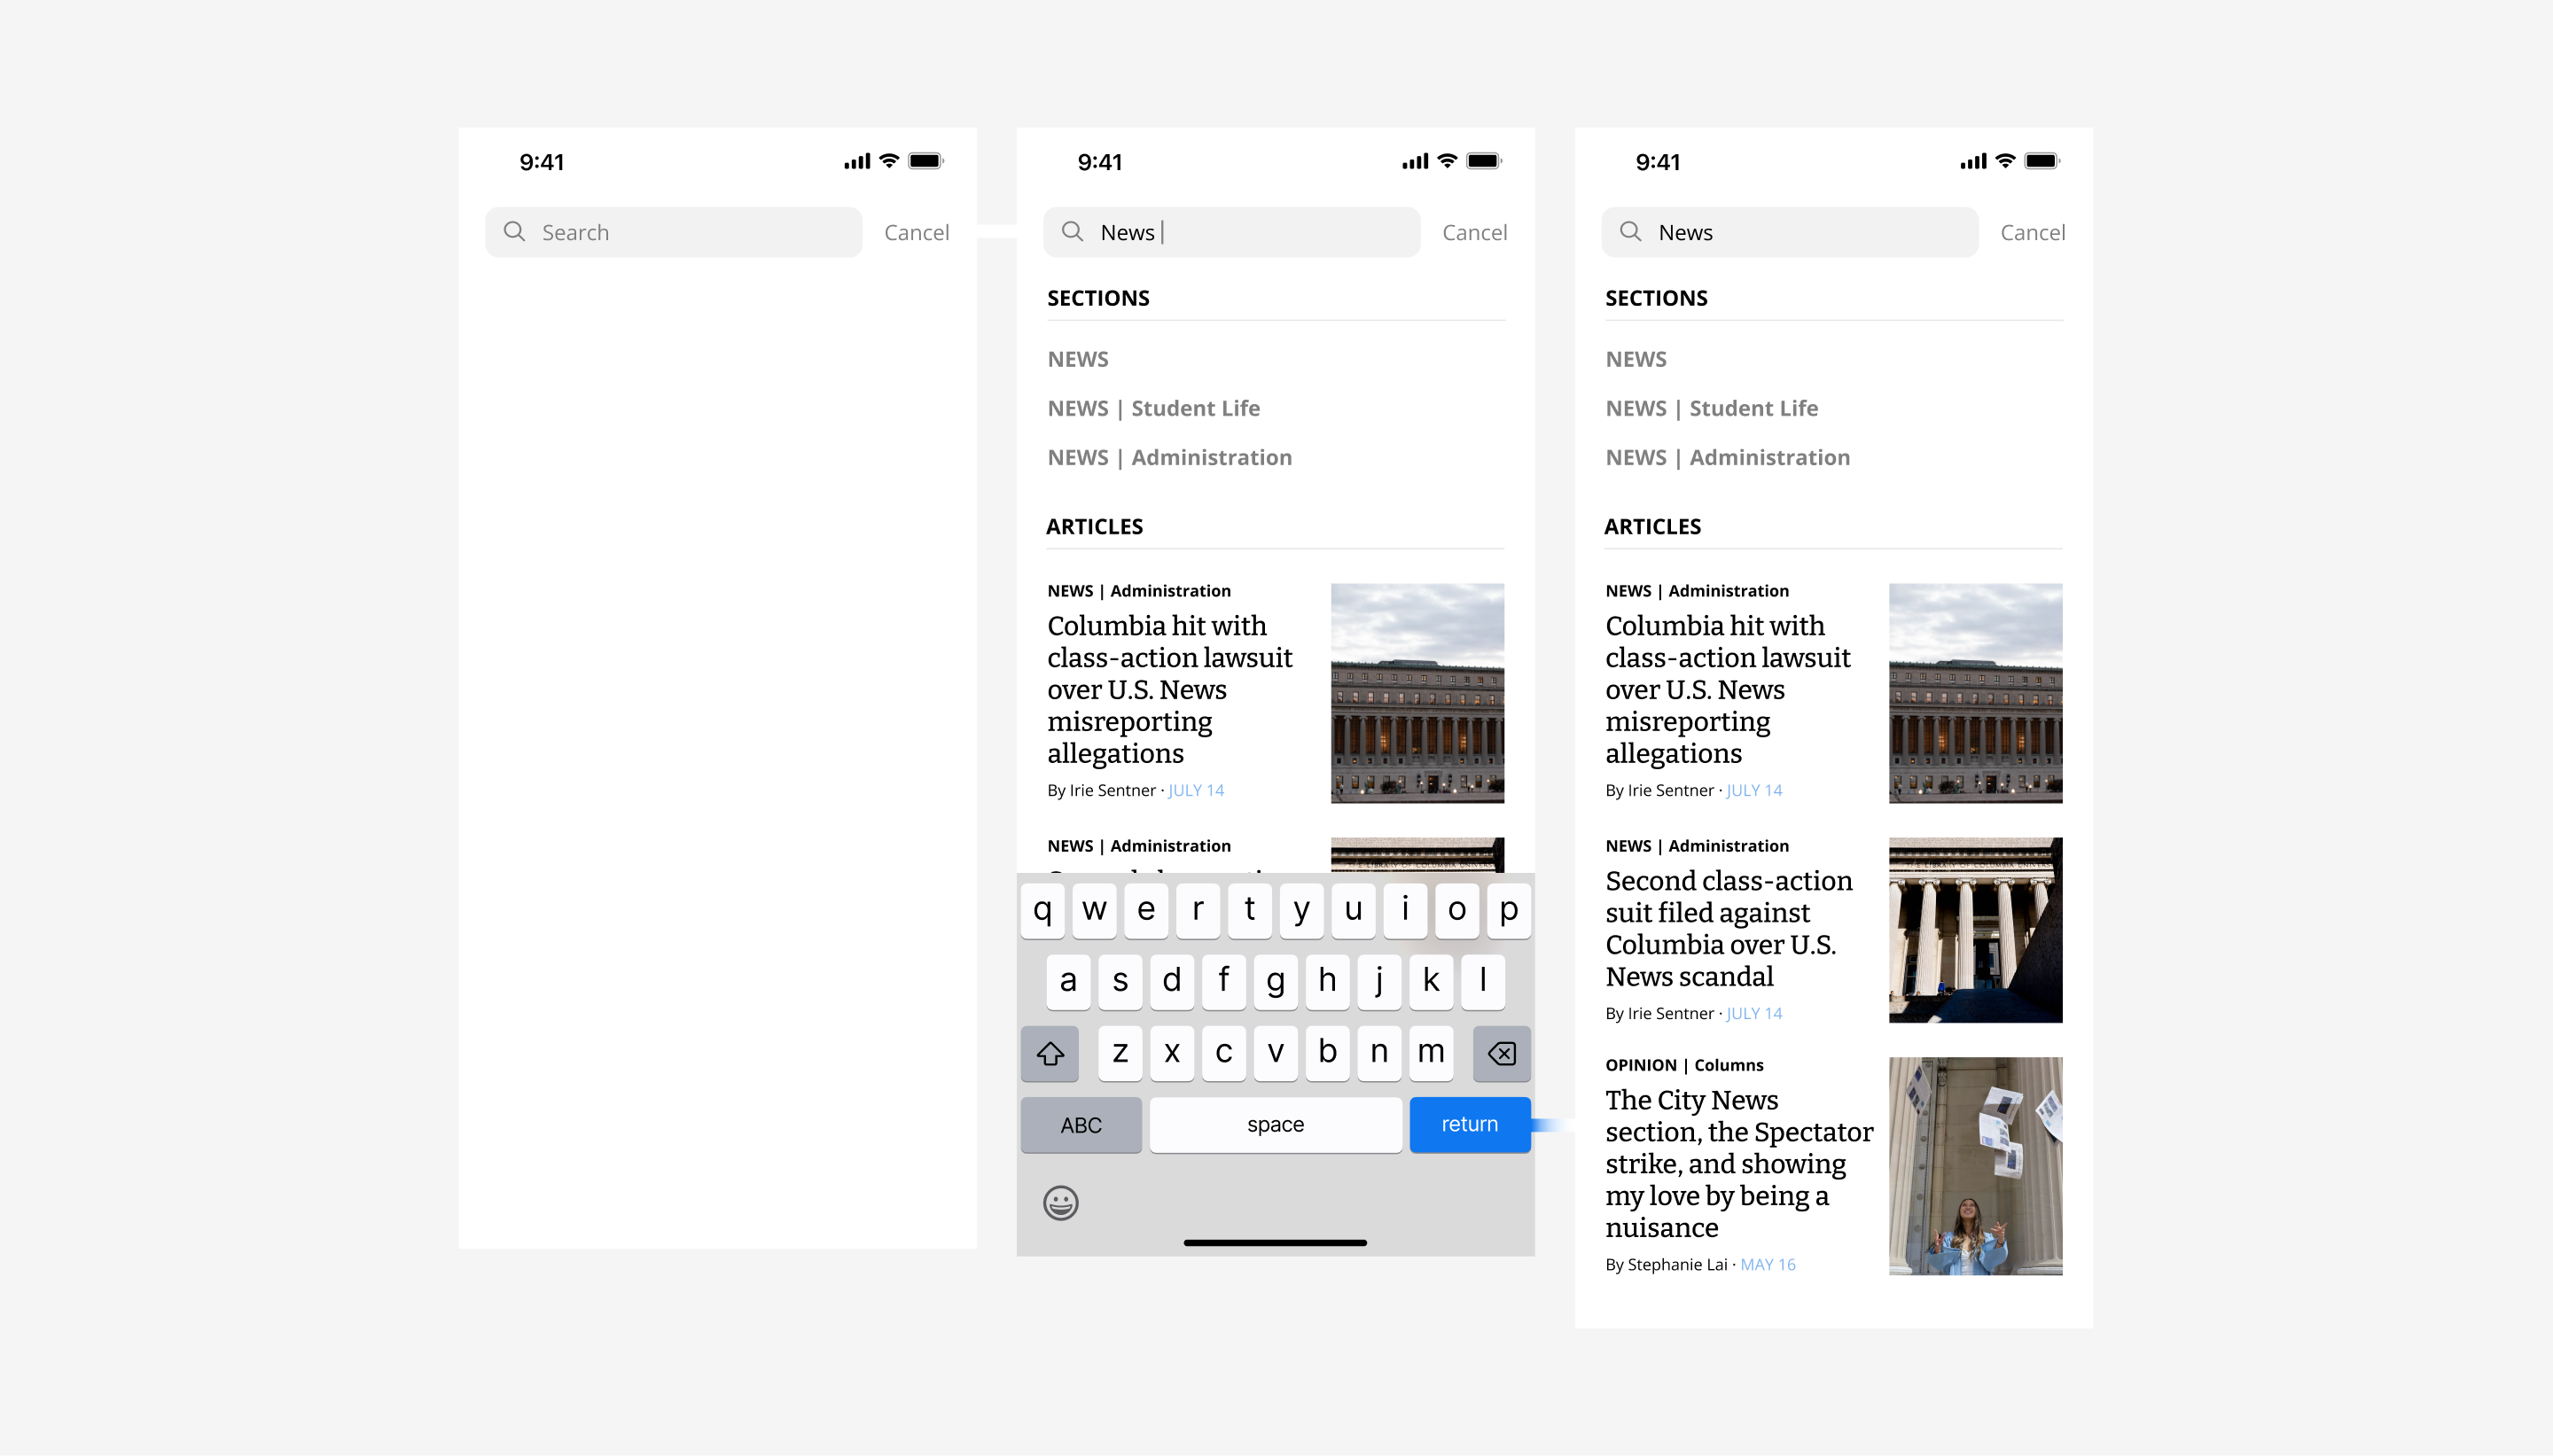 9:41
Search
Cancel
9:41
News
Cancel
SECTIONS
NEWS
NEWS | Student Life
NEWS | Administration
ARTICLES
NEWS | Administration
Columbia hit with
class-action lawsuit
over U.S. News
misreporting
allegations
By Irie Sentner · JULY 14
NEWS | Administration
q w e r t y u i o p
a s d f g h j k l
z x c v b n m
ABC space return
9:41
News
Cancel
SECTIONS
NEWS
NEWS | Student Life
NEWS | Administration
ARTICLES
NEWS | Administration
Columbia hit with
class-action lawsuit
over U.S. News
misreporting
allegations
By Irie Sentner · JULY 14
NEWS | Administration
Second class-action
suit filed against
Columbia over U.S.
News scandal
By Irie Sentner · JULY 14
OPINION | Columns
The City News
section, the Spectator
strike, and showing
my love by being a
nuisance
By Stephanie Lai · MAY 16